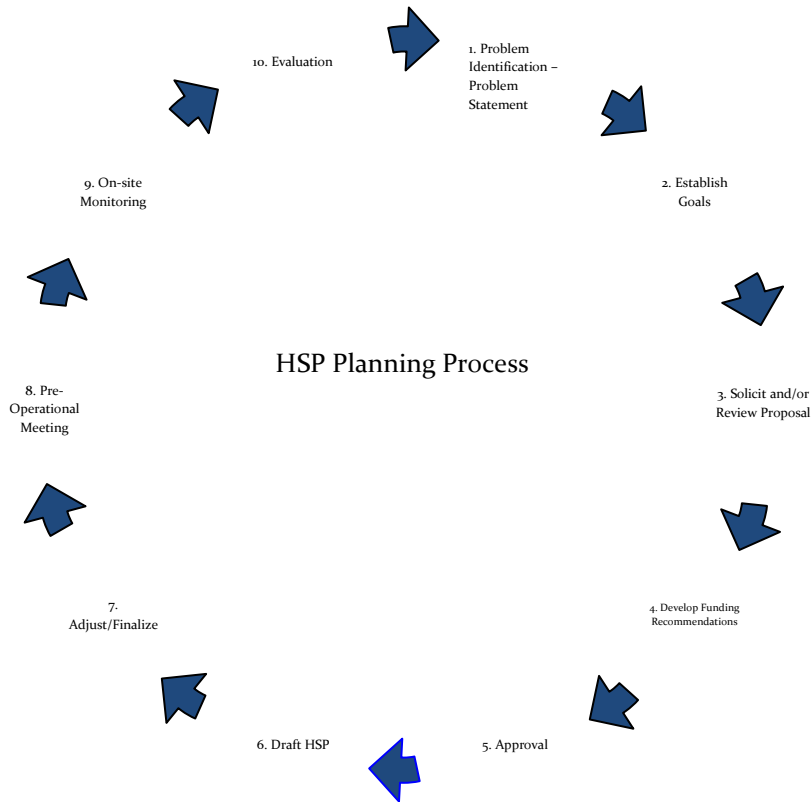 1. Problem
Identification –
Problem
Statement
2. Establish
Goals
3. Solicit and/or
Review Proposal
4. Develop Funding
Recommendations
5. Approval
6. Draft HSP
7.
Adjust/Finalize
8. Pre-
Operational
Meeting
9. On-site
Monitoring
10. Evaluation
HSP Planning Process